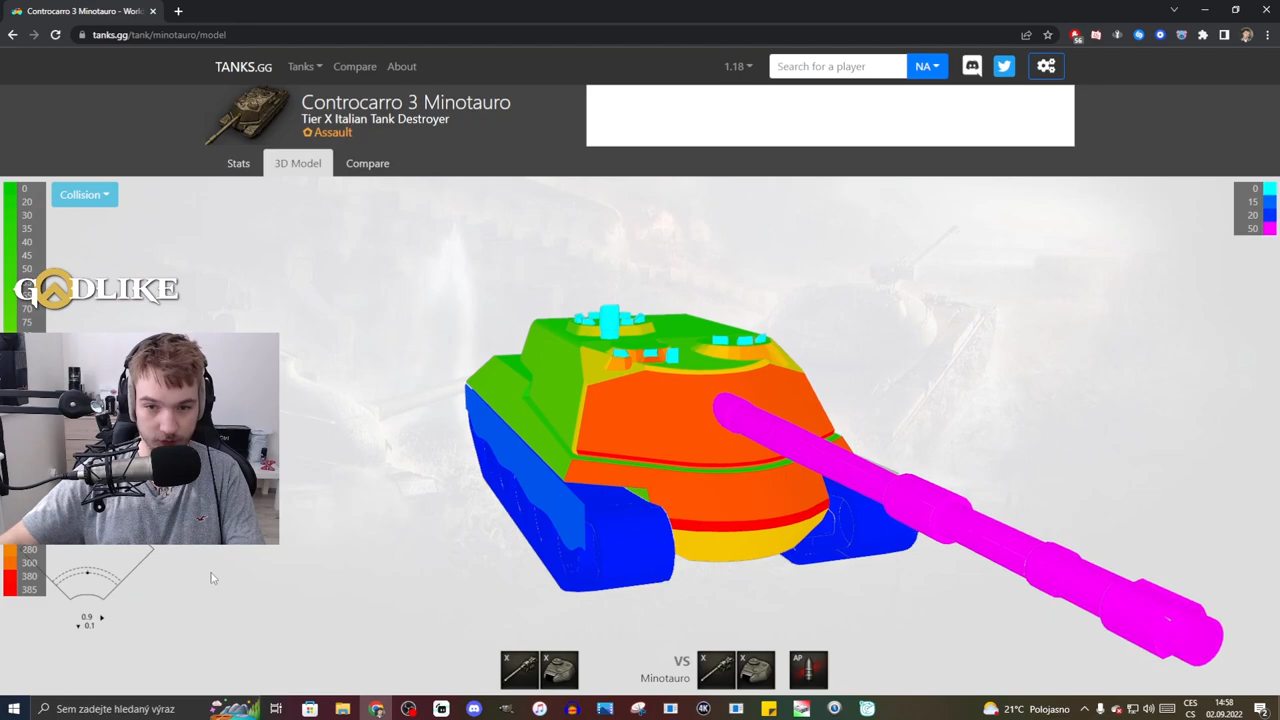 Controcarro 3 Minotauro - Worl
tanks.gg/tank/minotauro/model
56
TANKS.GG
Tanks
Compare
About
1.18
Search for a player
NA
Controcarro 3 Minotauro
Tier X Italian Tank Destroyer
Assault
Stats
3D Model
Compare
Collision
0
20
30
35
40
45
50
70
75
GODLIKE
280
300
380
385
0.9
0.1
0
15
20
50
X
X
VS
Minotauro
X
X
AP
Sem zadejte hledaný výraz
4K
21°C Polojasno
CES
CS
14:58
02.09.2022